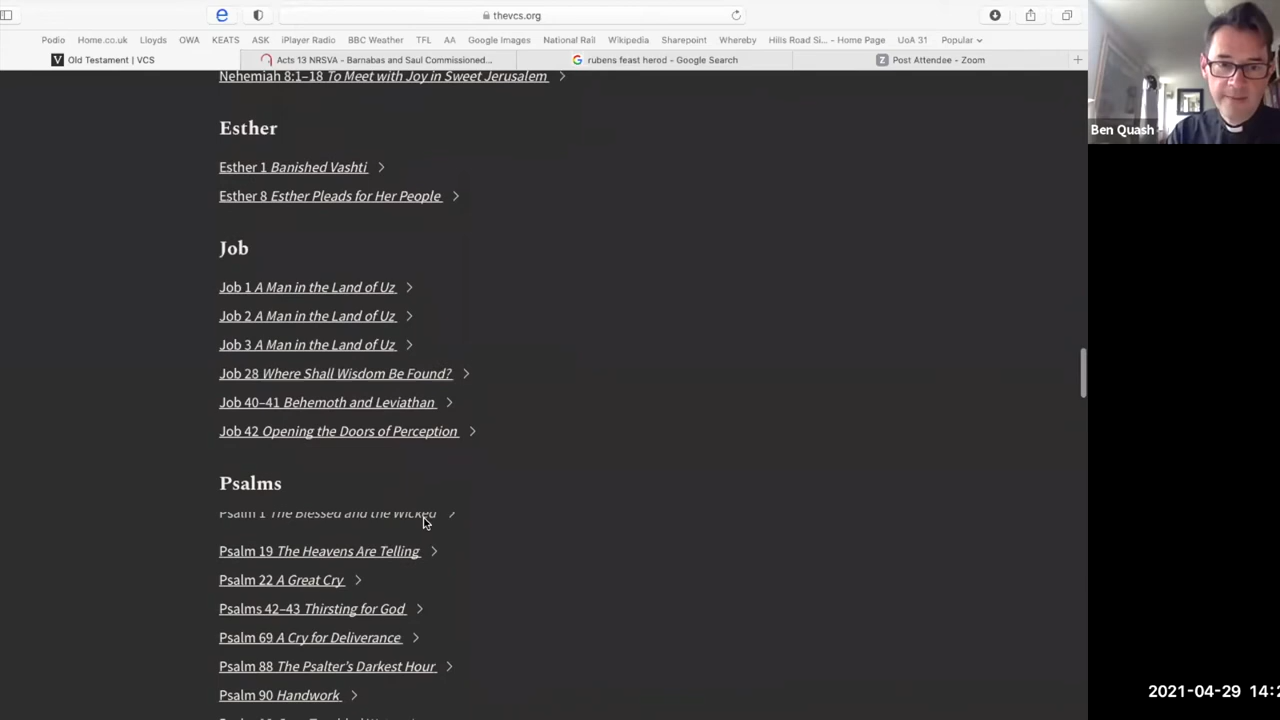 thevcs.org
Podio Home.co.uk Lloyds OWA KEATS ASK iPlayer Radio BBC Weather TFL AA Google Images National Rail Wikipedia Sharepoint Whereby Hills Road Si... - Home Page UoA 31 Popular
Old Testament | VCS Acts 13 NRSVA - Barnabas and Saul Commissioned... rubens feast herod - Google Search Post Attendee - Zoom
Nehemiah 8:1–18 To Meet with Joy in Sweet Jerusalem
Esther
Esther 1 Banished Vashti
Esther 8 Esther Pleads for Her People
Job
Job 1 A Man in the Land of Uz
Job 2 A Man in the Land of Uz
Job 3 A Man in the Land of Uz
Job 28 Where Shall Wisdom Be Found?
Job 40–41 Behemoth and Leviathan
Job 42 Opening the Doors of Perception
Psalms
Psalm 1 The Blessed and the Wicked
Psalm 19 The Heavens Are Telling
Psalm 22 A Great Cry
Psalms 42–43 Thirsting for God
Psalm 69 A Cry for Deliverance
Psalm 88 The Psalter's Darkest Hour
Psalm 90 Handwork
Ben Quash
2021-04-29 14:2